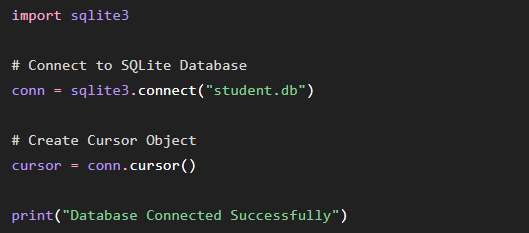 import sqlite3
# Connect to SQLite Database
conn = sqlite3.connect("student.db")
# Create Cursor Object
cursor = conn.cursor()
print("Database Connected Successfully")